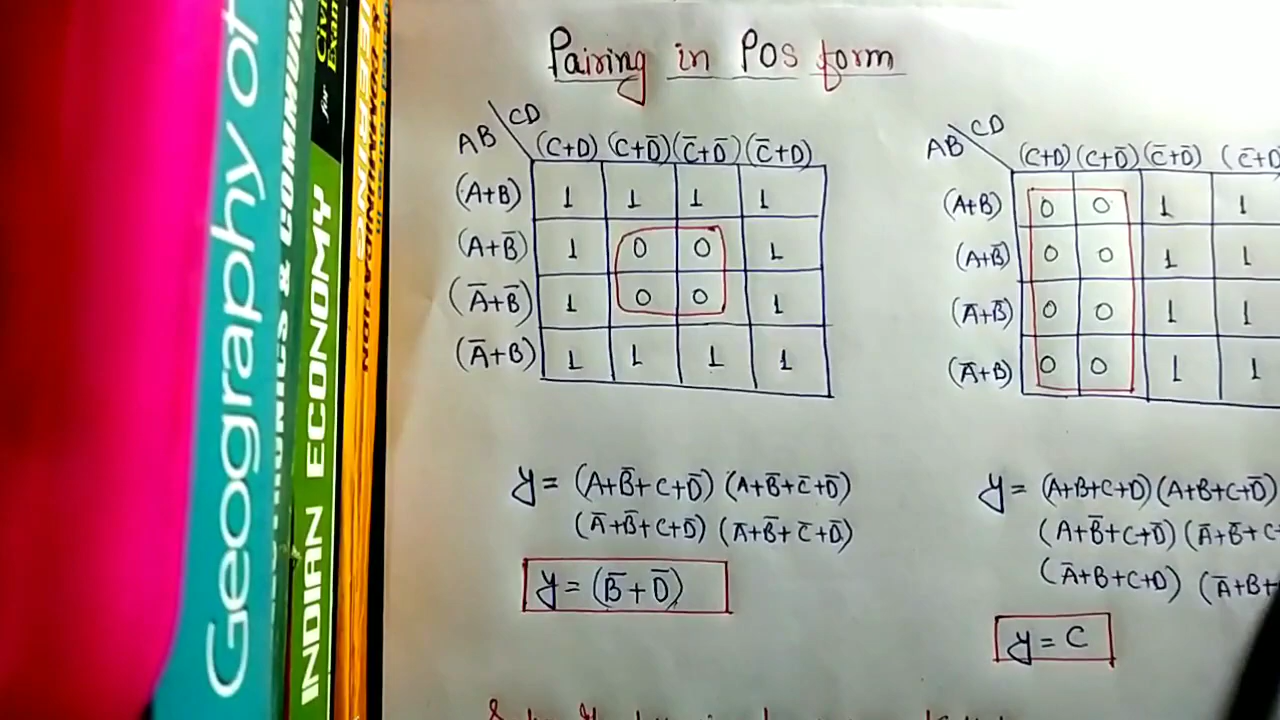 Geography of
INDIAN ECONOMY
for
Civil
Pairing in POS form
AB \ CD
(C+D) (C+D̅) (C̅+D̅) (C̅+D)
(A+B) 1 1 1 1
(A+B̅) 1 0 0 1
(A̅+B̅) 1 0 0 1
(A̅+B) 1 1 1 1
y = (A+B̅+C+D̅) (A+B̅+C̅+D̅)
(A̅+B̅+C+D̅) (A̅+B̅+C̅+D̅)
y = (B̅+D̅)
AB \ CD
(C+D) (C+D̅) (C̅+D̅) (C̅+D
(A+B) 0 0 1 1
(A+B̅) 0 0 1 1
(A̅+B̅) 0 0 1 1
(A̅+B) 0 0 1 1
y = (A+B+C+D) (A+B+C+D̅)
(A+B̅+C+D̅) (A̅+B̅+C
(A̅+B+C+D) (A̅+B+
y = C